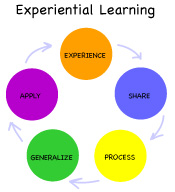 Experiential Learning
EXPERIENCE
SHARE
PROCESS
GENERALIZE
APPLY